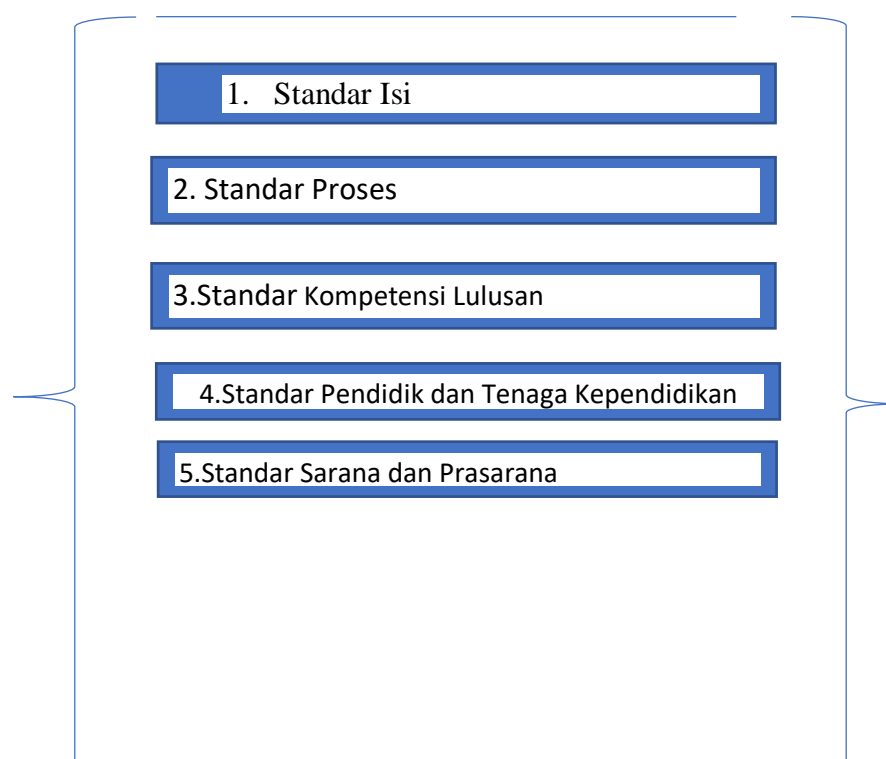 1. Standar Isi
2. Standar Proses
3.Standar Kompetensi Lulusan
4.Standar Pendidik dan Tenaga Kependidikan
5.Standar Sarana dan Prasarana